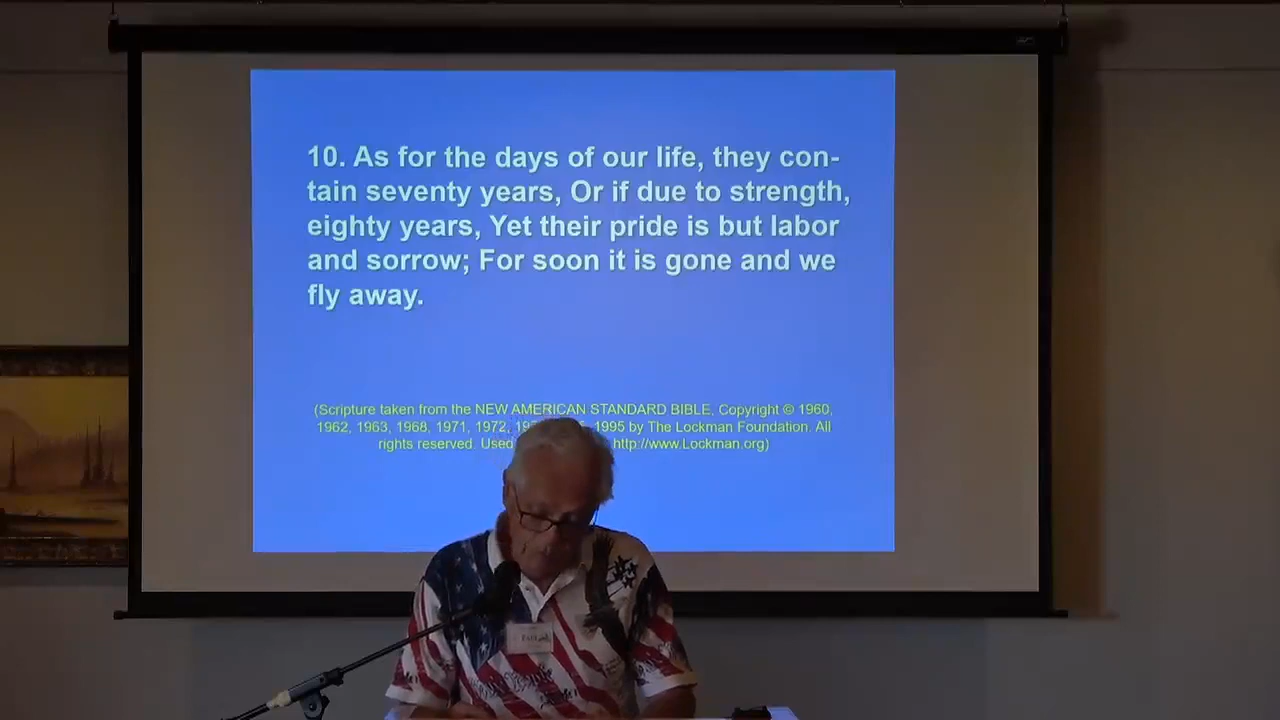 10. As for the days of our life, they con-
tain seventy years, Or if due to strength,
eighty years, Yet their pride is but labor
and sorrow; For soon it is gone and we
fly away.
(Scripture taken from the NEW AMERICAN STANDARD BIBLE, Copyright © 1960,
1962, 1963, 1968, 1971, 1972, 1995 by The Lockman Foundation. All
rights reserved. Used http://www.Lockman.org)